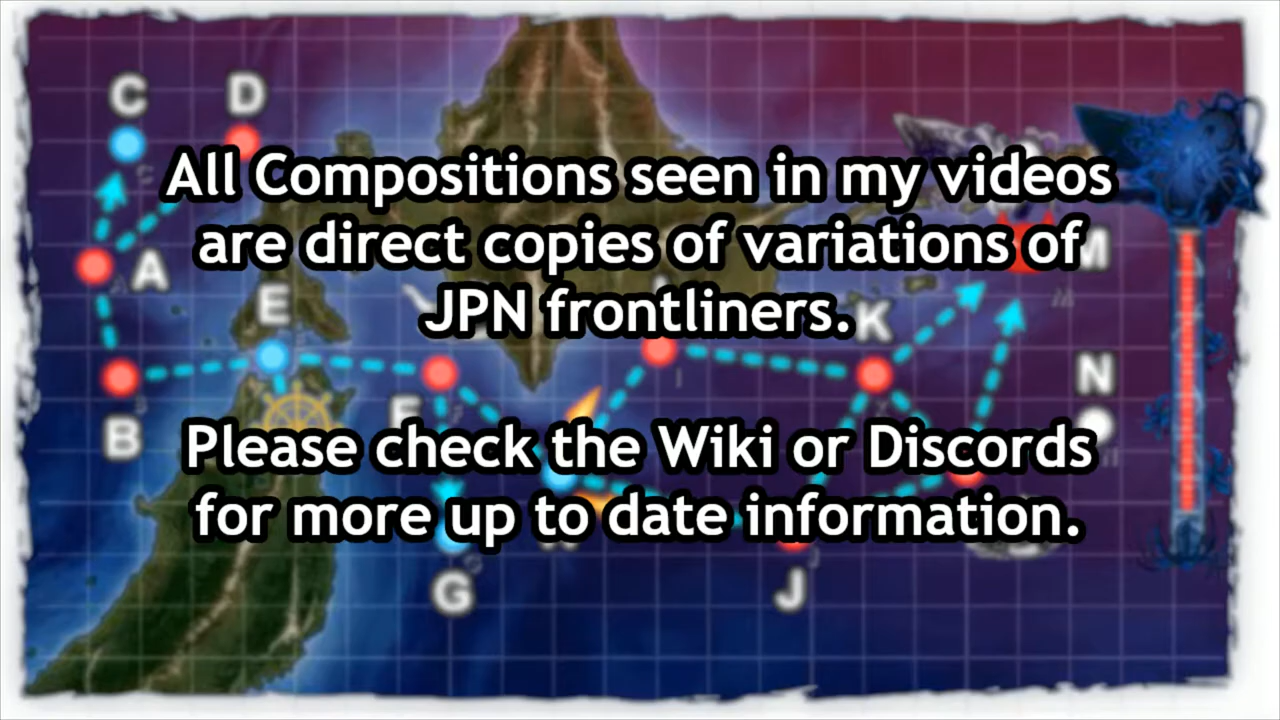 C D
All Compositions seen in my videos
are direct copies of variations of
M
A
E
JPN frontliners.
K
N
F
B
Please check the Wiki or Discords
for more up to date information.
G
J